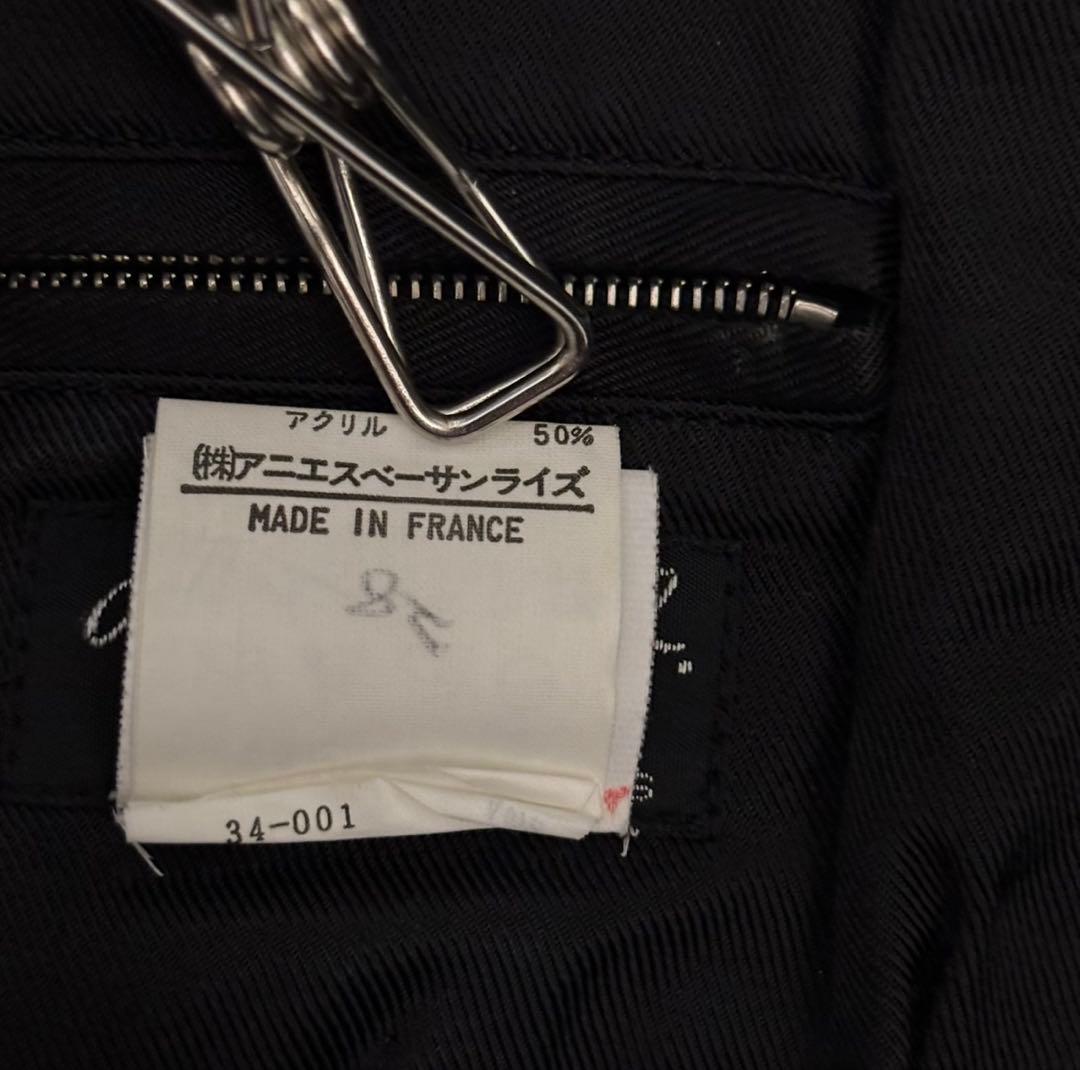 アクリル 50%
(株)アニエスベーサンライズ
MADE IN FRANCE
34-001